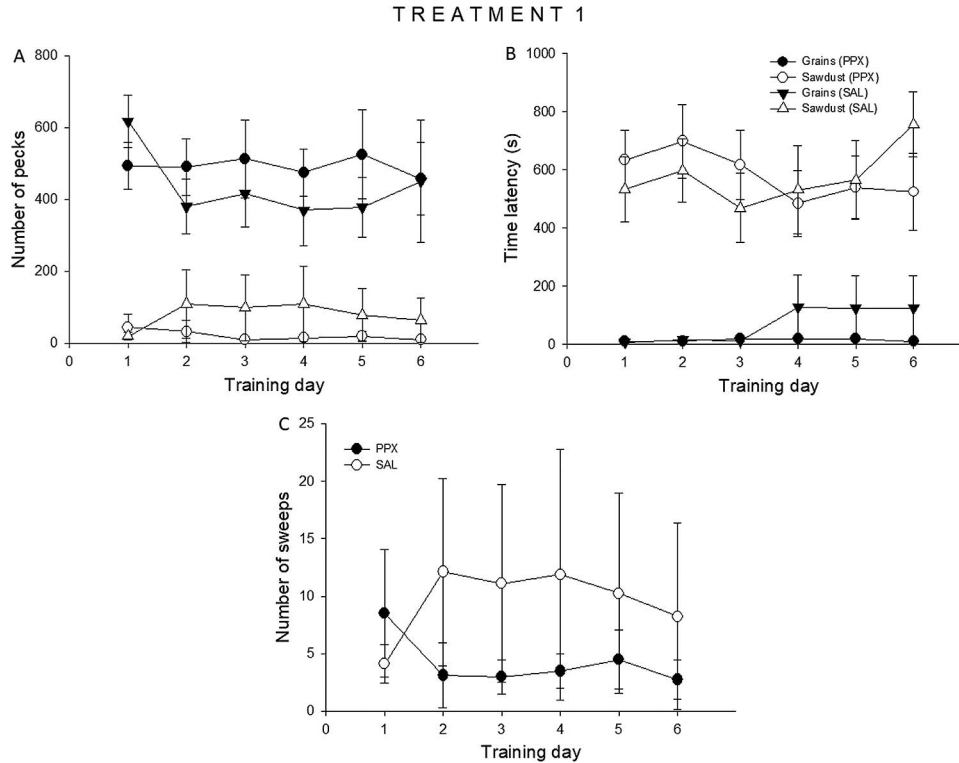 TREATMENT 1
A
800
600
400
200
0
Number of pecks
0 1 2 3 4 5 6
Training day
B
1000
800
600
400
200
0
Time latency (s)
Grains (PPX)
Sawdust (PPX)
Grains (SAL)
Sawdust (SAL)
0 1 2 3 4 5 6
Training day
C
25
20
15
10
5
0
Number of sweeps
PPX
SAL
0 1 2 3 4 5 6
Training day